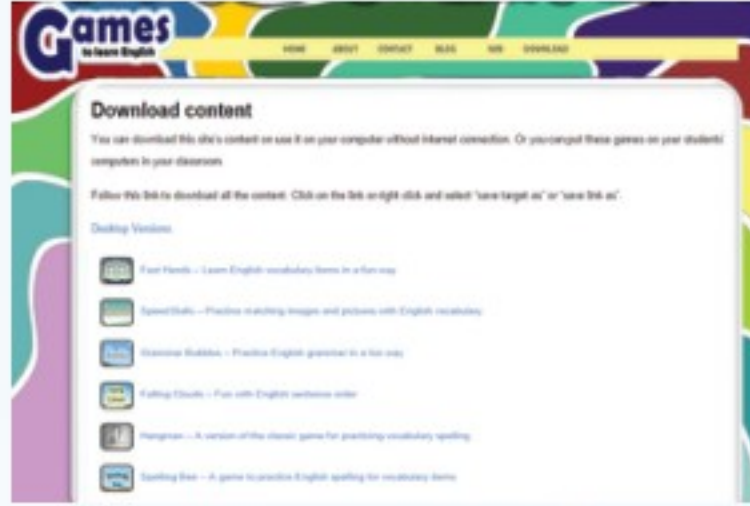 Games
to learn English
HOME ABOUT CONTACT BLOG DOWNLOAD
Download content
You can download this site's content on use it on your computer without Internet connection. Or you can put these games on your students'
computers in your classroom
Follow this link to download all the content. Click on the link or right click and select "save target as" or "save link as".
Desktop Versions
Fast Hands – Learn English vocabulary items in a fun way
Speed Balls – Practice matching images and pictures with English vocabulary
Grammar Bubbles – Practice English grammar in a fun way
Falling Clouds – Fun with English sentence order
Hangman – A version of the classic game for practicing vocabulary spelling
Spelling Bee – A game to practice English spelling for vocabulary items